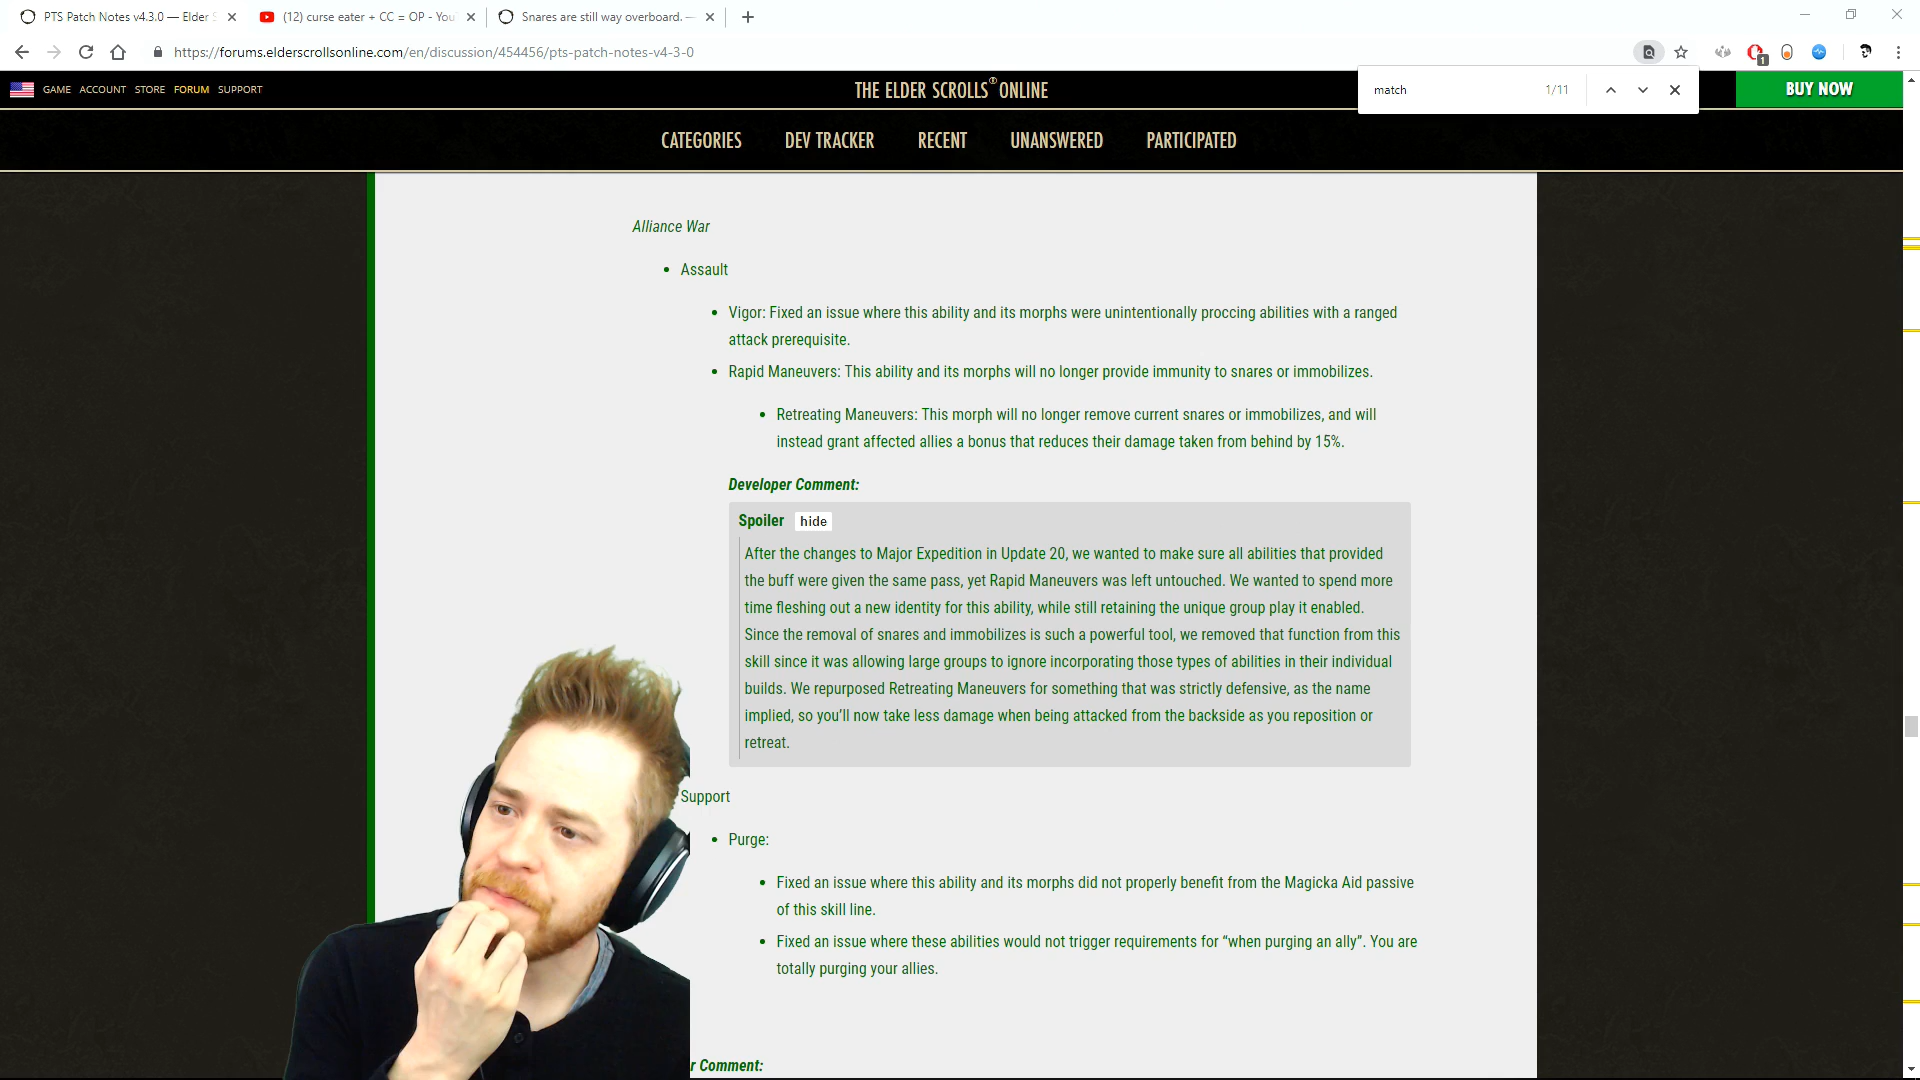 PTS Patch Notes v4.3.0 — Elder S
(12) curse eater + CC = OP - You
Snares are still way overboard. —
https://forums.elderscrollsonline.com/en/discussion/454456/pts-patch-notes-v4-3-0
1
GAME ACCOUNT STORE FORUM SUPPORT
THE ELDER SCROLLS ONLINE
match 1/11
BUY NOW
CATEGORIES DEV TRACKER RECENT UNANSWERED PARTICIPATED
Alliance War
• Assault
• Vigor: Fixed an issue where this ability and its morphs were unintentionally proccing abilities with a ranged
attack prerequisite.
• Rapid Maneuvers: This ability and its morphs will no longer provide immunity to snares or immobilizes.
• Retreating Maneuvers: This morph will no longer remove current snares or immobilizes, and will
instead grant affected allies a bonus that reduces their damage taken from behind by 15%.
Developer Comment:
Spoiler hide
After the changes to Major Expedition in Update 20, we wanted to make sure all abilities that provided
the buff were given the same pass, yet Rapid Maneuvers was left untouched. We wanted to spend more
time fleshing out a new identity for this ability, while still retaining the unique group play it enabled.
Since the removal of snares and immobilizes is such a powerful tool, we removed that function from this
skill since it was allowing large groups to ignore incorporating those types of abilities in their individual
builds. We repurposed Retreating Maneuvers for something that was strictly defensive, as the name
implied, so you'll now take less damage when being attacked from the backside as you reposition or
retreat.
Support
• Purge:
• Fixed an issue where this ability and its morphs did not properly benefit from the Magicka Aid passive
of this skill line.
• Fixed an issue where these abilities would not trigger requirements for “when purging an ally”. You are
totally purging your allies.
r Comment: